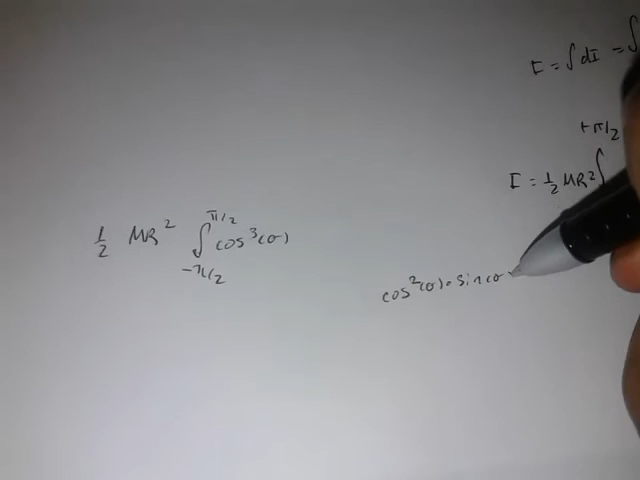 I = ∫dI = ∫
+π/2
I = 1/2 MR² ∫
1/2 MR² ∫ cos³(θ)
π/2
-π/2
cos²(θ) • sin(θ